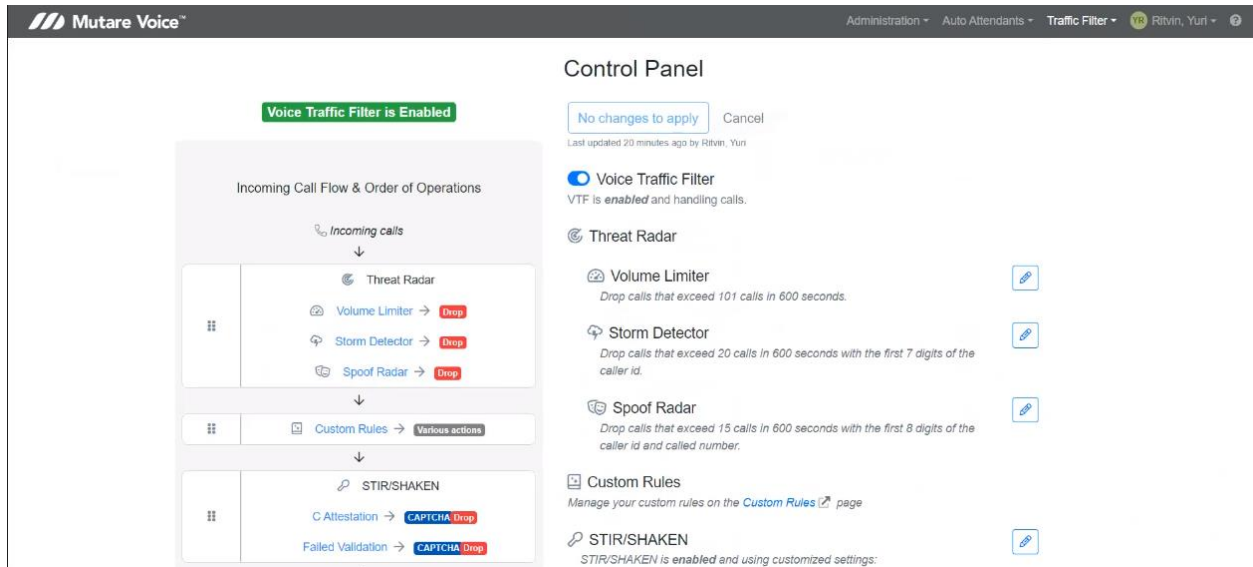 Mutare Voice™
Administration
Auto Attendants
Traffic Filter
YR
Ritvin, Yuri
?
Control Panel
Voice Traffic Filter is Enabled
No changes to apply
Cancel
Last updated 20 minutes ago by Ritvin, Yuri
Incoming Call Flow & Order of Operations
Incoming calls
Threat Radar
Volume Limiter → Drop
Storm Detector → Drop
Spoof Radar → Drop
Custom Rules → Various actions
STIR/SHAKEN
C Attestation → CAPTCHA Drop
Failed Validation → CAPTCHA Drop
Voice Traffic Filter
VTF is enabled and handling calls.
Threat Radar
Volume Limiter
Drop calls that exceed 101 calls in 600 seconds.
Storm Detector
Drop calls that exceed 20 calls in 600 seconds with the first 7 digits of the
caller id.
Spoof Radar
Drop calls that exceed 15 calls in 600 seconds with the first 8 digits of the
caller id and called number.
Custom Rules
Manage your custom rules on the Custom Rules page
STIR/SHAKEN
STIR/SHAKEN is enabled and using customized settings: